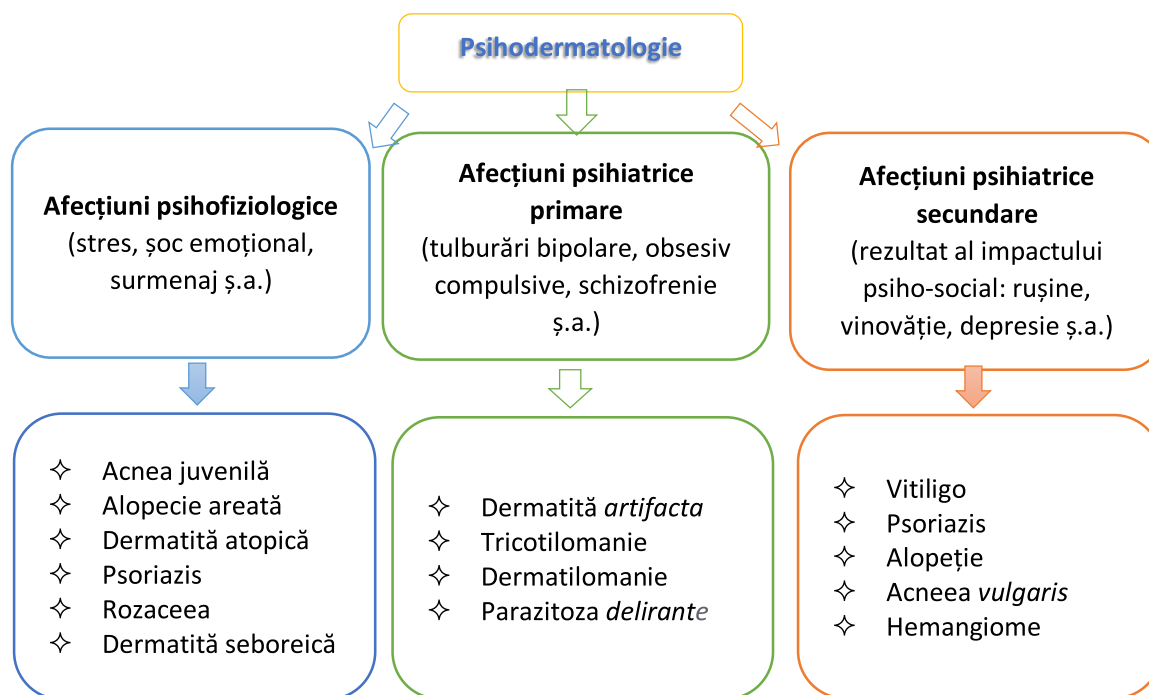 Psihodermatologie
Afecțiuni psihofiziologice
(stres, șoc emoțional,
surmenaj ș.a.)
Afecțiuni psihiatrice
primare
(tulburări bipolare, obsesiv
compulsive, schizofrenie
ș.a.)
Afecțiuni psihiatrice
secundare
(rezultat al impactului
psiho-social: rușine,
vinovăție, depresie ș.a.)
✧ Acnea juvenilă
✧ Alopecie areată
✧ Dermatită atopică
✧ Psoriazis
✧ Rozaceea
✧ Dermatită seboreică
✧ Dermatită artifacta
✧ Tricotilomanie
✧ Dermatilomanie
✧ Parazitoza delirante
✧ Vitiligo
✧ Psoriazis
✧ Alopeție
✧ Acneea vulgaris
✧ Hemangiome